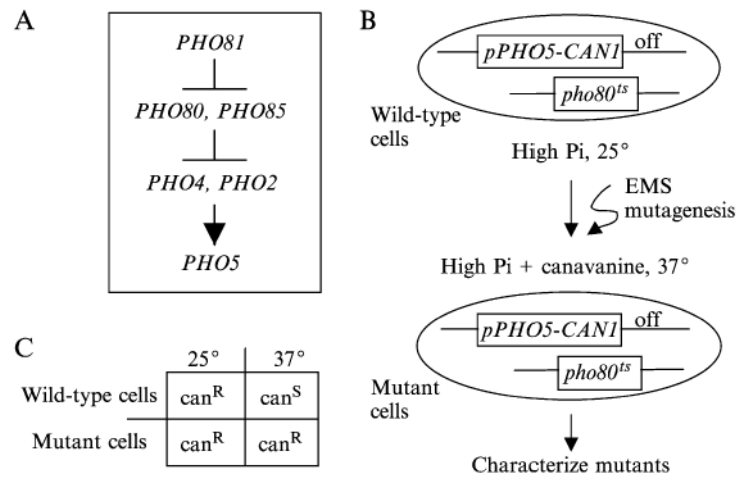 A
PHO81
PHO80, PHO85
PHO4, PHO2
PHO5
B
pPHO5-CAN1 off
pho80ts
Wild-type
cells
High Pi, 25°
EMS
mutagenesis
High Pi + canavanine, 37°
pPHO5-CAN1 off
pho80ts
Mutant
cells
Characterize mutants
C
25° 37°
Wild-type cells canR canS
Mutant cells canR canR